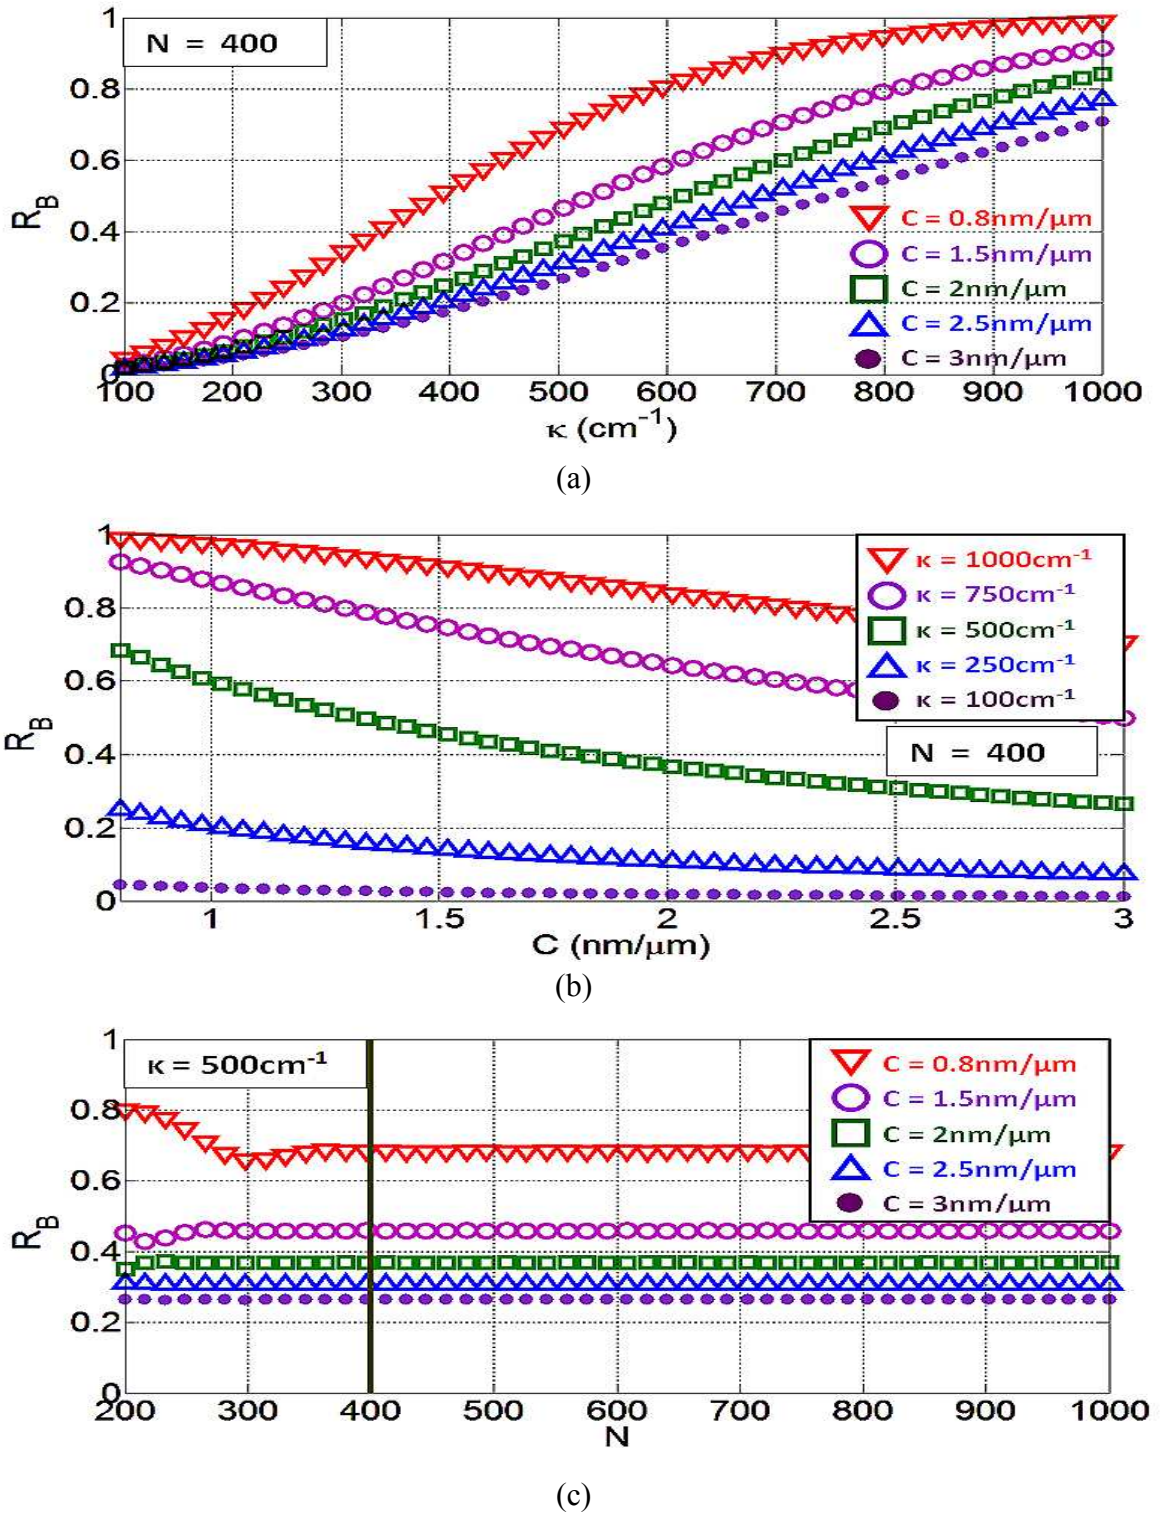 N = 400
1
0.8
0.6
0.4
0.2
0
R_B
C = 0.8nm/μm
C = 1.5nm/μm
C = 2nm/μm
C = 2.5nm/μm
C = 3nm/μm
100 200 300 400 500 600 700 800 900 1000
κ (cm⁻¹)
(a)
1
0.8
0.6
0.4
0.2
0
R_B
κ = 1000cm⁻¹
κ = 750cm⁻¹
κ = 500cm⁻¹
κ = 250cm⁻¹
κ = 100cm⁻¹
N = 400
1 1.5 2 2.5 3
C (nm/μm)
(b)
κ = 500cm⁻¹
1
0.8
0.6
0.4
0.2
0
R_B
C = 0.8nm/μm
C = 1.5nm/μm
C = 2nm/μm
C = 2.5nm/μm
C = 3nm/μm
200 300 400 500 600 700 800 900 1000
N
(c)